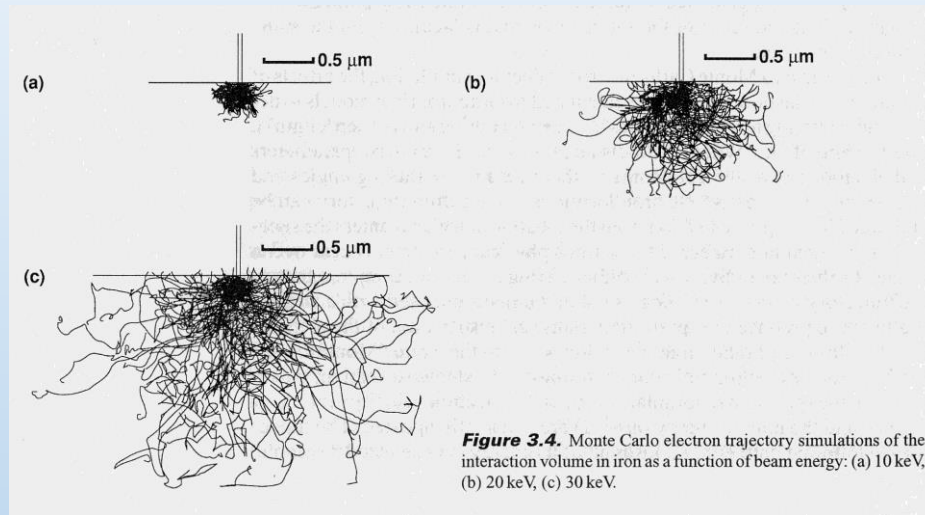 0.5 μm
(a)
0.5 μm
(b)
0.5 μm
(c)
Figure 3.4. Monte Carlo electron trajectory simulations of the
interaction volume in iron as a function of beam energy: (a) 10 keV,
(b) 20 keV, (c) 30 keV.